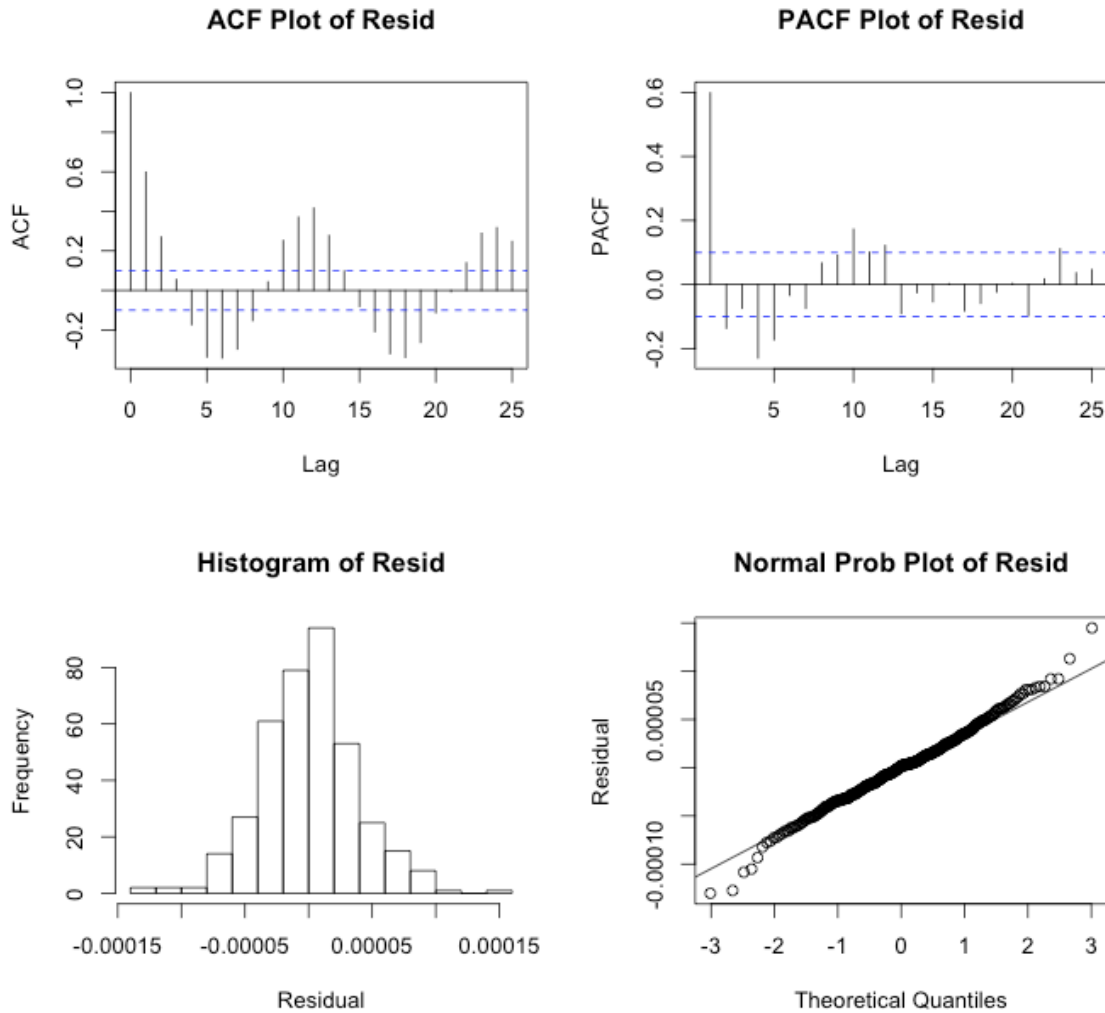 ACF Plot of Resid
ACF
1.0
0.6
0.2
-0.2
0 5 10 15 20 25
Lag
PACF Plot of Resid
PACF
0.6
0.4
0.2
0.0
-0.2
5 10 15 20 25
Lag
Histogram of Resid
Frequency
80
60
40
20
0
-0.00015 -0.00005 0.00005 0.00015
Residual
Normal Prob Plot of Resid
Residual
0.00005
-0.00010
-3 -2 -1 0 1 2 3
Theoretical Quantiles